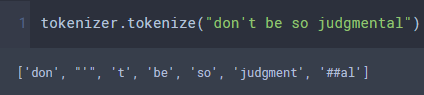 1 tokenizer.tokenize("don't be so judgmental")
['don', "'", 't', 'be', 'so', 'judgment', '##al']